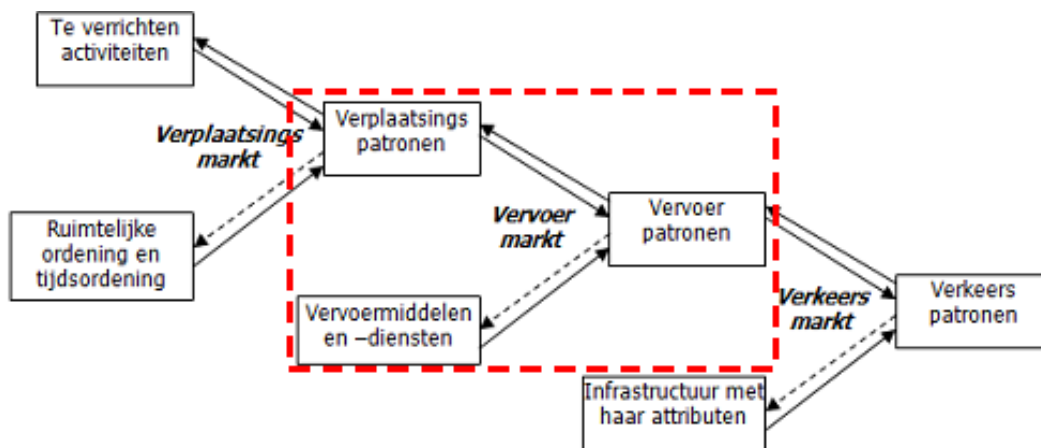 Te verrichten
activiteiten
Verplaatsings
markt
Verplaatsings
patronen
Ruimtelijke
ordening en
tijdsordening
Vervoer
markt
Vervoer
patronen
Vervoermiddelen
en –diensten
Verkeers
markt
Verkeers
patronen
Infrastructuur met
haar attributen